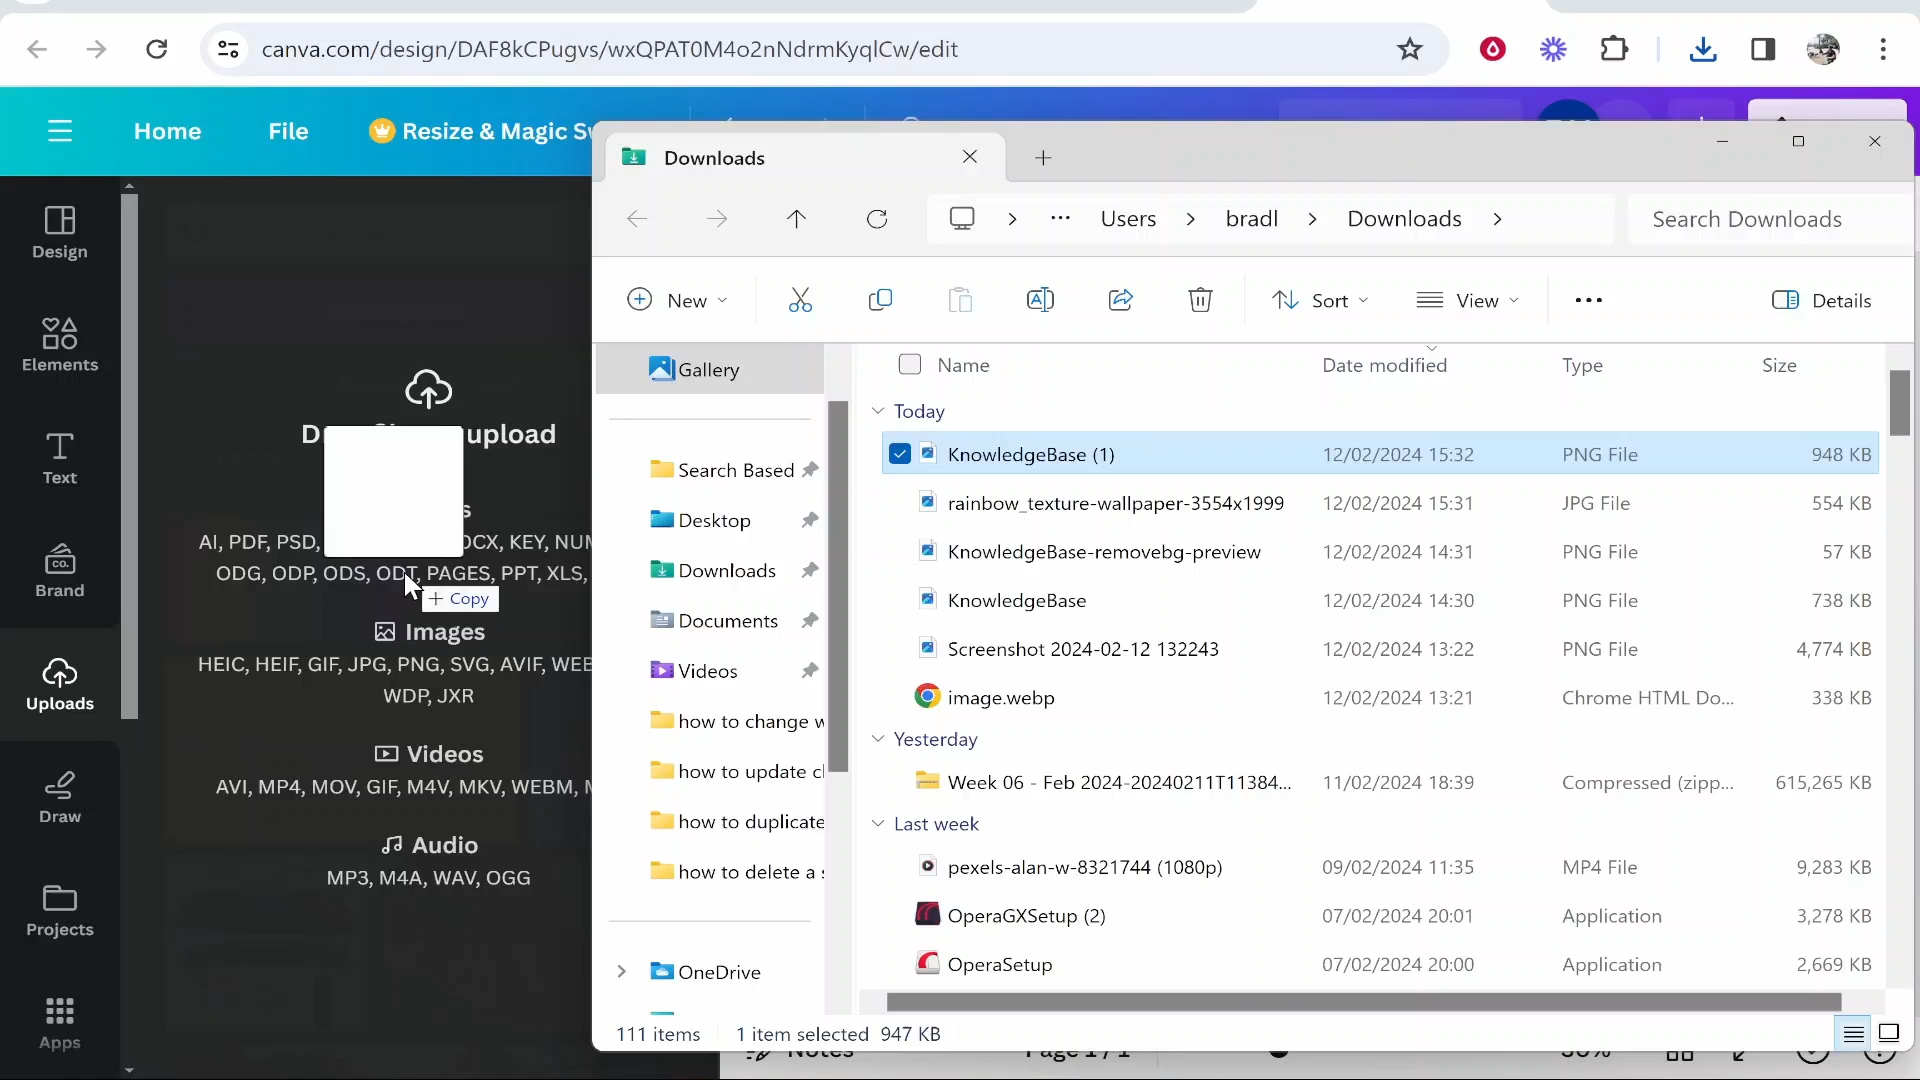 canva.com/design/DAF8kCPugvs/wxQPAT0M4o2nNdrmKyqlCw/edit
Home File Resize & Magic
Downloads
Users bradl Downloads Search Downloads
New Sort View Details
Design
Elements
Text
Brand
Uploads
Draw
Projects
Apps
upload
AI, PDF, PSD, KEY,
ODG, ODP, ODS, ODT, PAGES, PPT, XLS,
Copy
Images
HEIC, HEIF, GIF, JPG, PNG, SVG, AVIF,
WDP, JXR
Videos
AVI, MP4, MOV, GIF, M4V, MKV, WEBM,
Audio
MP3, M4A, WAV, OGG
Gallery
Search Based
Desktop
Downloads
Documents
Videos
how to change
how to update
how to duplicate
how to delete a
OneDrive
Name Date modified Type Size
Today
KnowledgeBase (1) 12/02/2024 15:32 PNG File 948 KB
rainbow_texture-wallpaper-3554x1999 12/02/2024 15:31 JPG File 554 KB
KnowledgeBase-removebg-preview 12/02/2024 14:31 PNG File 57 KB
KnowledgeBase 12/02/2024 14:30 PNG File 738 KB
Screenshot 2024-02-12 132243 12/02/2024 13:22 PNG File 4,774 KB
image.webp 12/02/2024 13:21 Chrome HTML Do... 338 KB
Yesterday
Week 06 - Feb 2024-20240211T11384... 11/02/2024 18:39 Compressed (zipp... 615,265 KB
Last week
pexels-alan-w-8321744 (1080p) 09/02/2024 11:35 MP4 File 9,283 KB
OperaGXSetup (2) 07/02/2024 20:01 Application 3,278 KB
OperaSetup 07/02/2024 20:00 Application 2,669 KB
111 items 1 item selected 947 KB
Notes Page 1 / 1